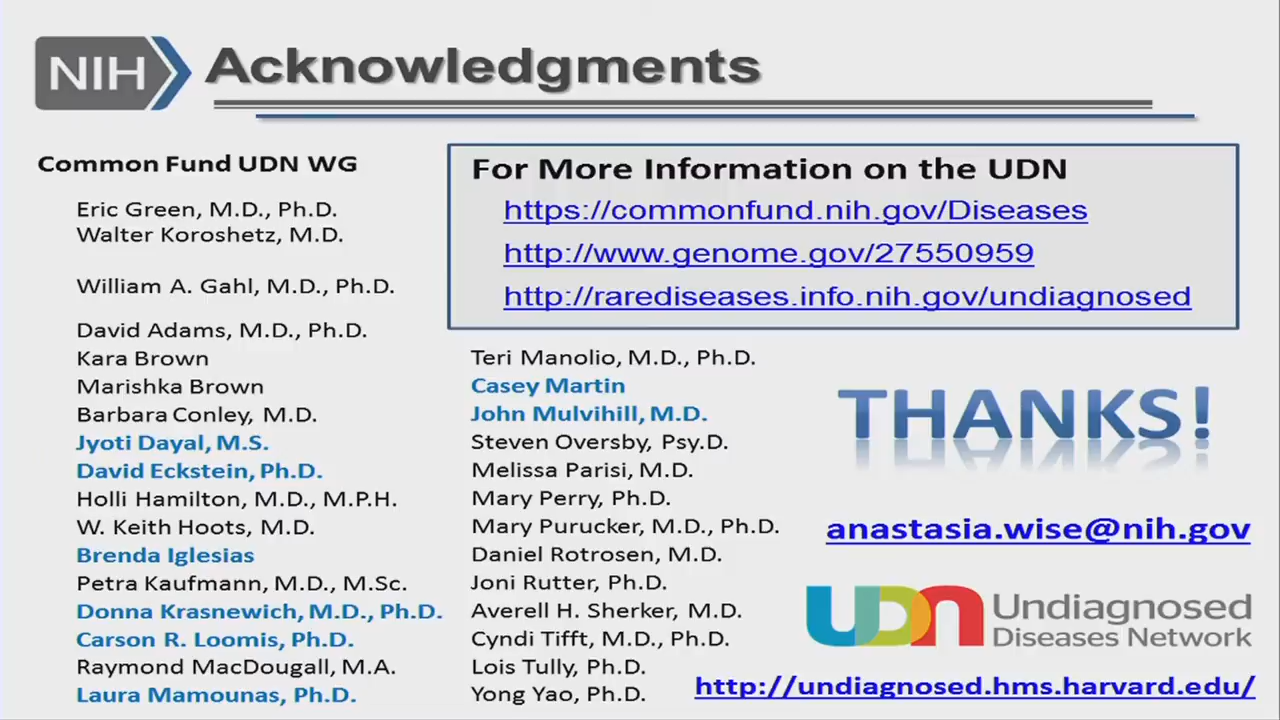 NIH
Acknowledgments
Common Fund UDN WG
Eric Green, M.D., Ph.D.
Walter Koroshetz, M.D.
William A. Gahl, M.D., Ph.D.
David Adams, M.D., Ph.D.
Kara Brown
Marishka Brown
Barbara Conley, M.D.
Jyoti Dayal, M.S.
David Eckstein, Ph.D.
Holli Hamilton, M.D., M.P.H.
W. Keith Hoots, M.D.
Brenda Iglesias
Petra Kaufmann, M.D., M.Sc.
Donna Krasnewich, M.D., Ph.D.
Carson R. Loomis, Ph.D.
Raymond MacDougall, M.A.
Laura Mamounas, Ph.D.
For More Information on the UDN
https://commonfund.nih.gov/Diseases
http://www.genome.gov/27550959
http://rarediseases.info.nih.gov/undiagnosed
Teri Manolio, M.D., Ph.D.
Casey Martin
John Mulvihill, M.D.
Steven Oversby, Psy.D.
Melissa Parisi, M.D.
Mary Perry, Ph.D.
Mary Purucker, M.D., Ph.D.
Daniel Rotrosen, M.D.
Joni Rutter, Ph.D.
Averell H. Sherker, M.D.
Cyndi Tifft, M.D., Ph.D.
Lois Tully, Ph.D.
Yong Yao, Ph.D.
THANKS!
anastasia.wise@nih.gov
UDN Undiagnosed
Diseases Network
http://undiagnosed.hms.harvard.edu/